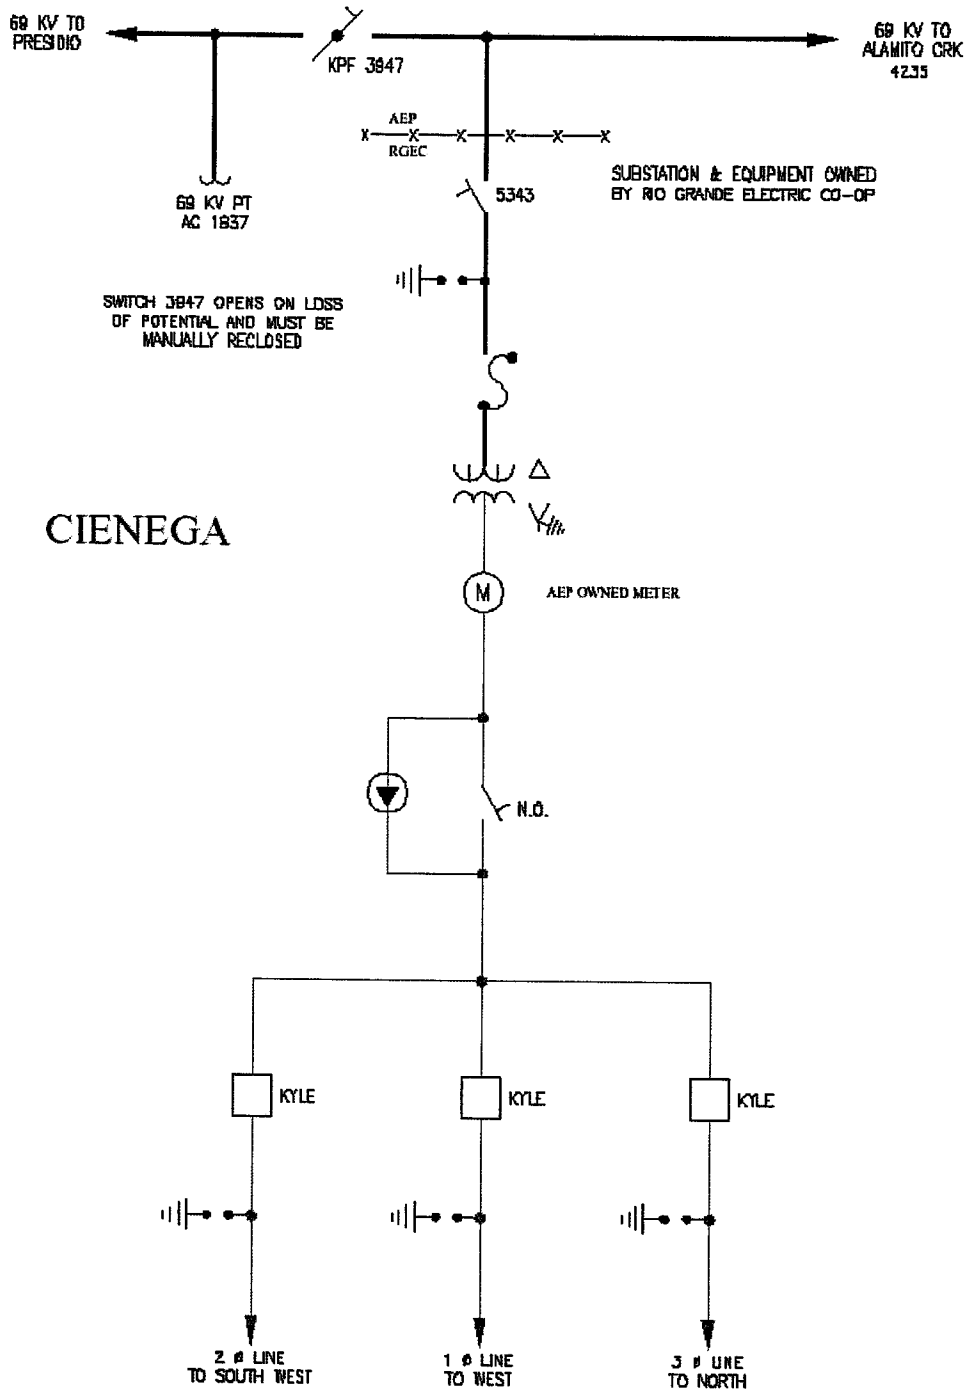 69 KV TO
PRESIDIO
69 KV TO
ALAMITO CRK
4235
KPF 3947
AEP
X X X X X X
RGEC
SUBSTATION & EQUIPMENT OWNED
BY RIO GRANDE ELECTRIC CO-OP
5343
69 KV PT
AC 1837
SWITCH 3947 OPENS ON LOSS
OF POTENTIAL AND MUST BE
MANUALLY RECLOSED
CIENEGA
M
AEP OWNED METER
N.O.
KYLE
KYLE
KYLE
2 Ø LINE
TO SOUTH WEST
1 Ø LINE
TO WEST
3 Ø LINE
TO NORTH